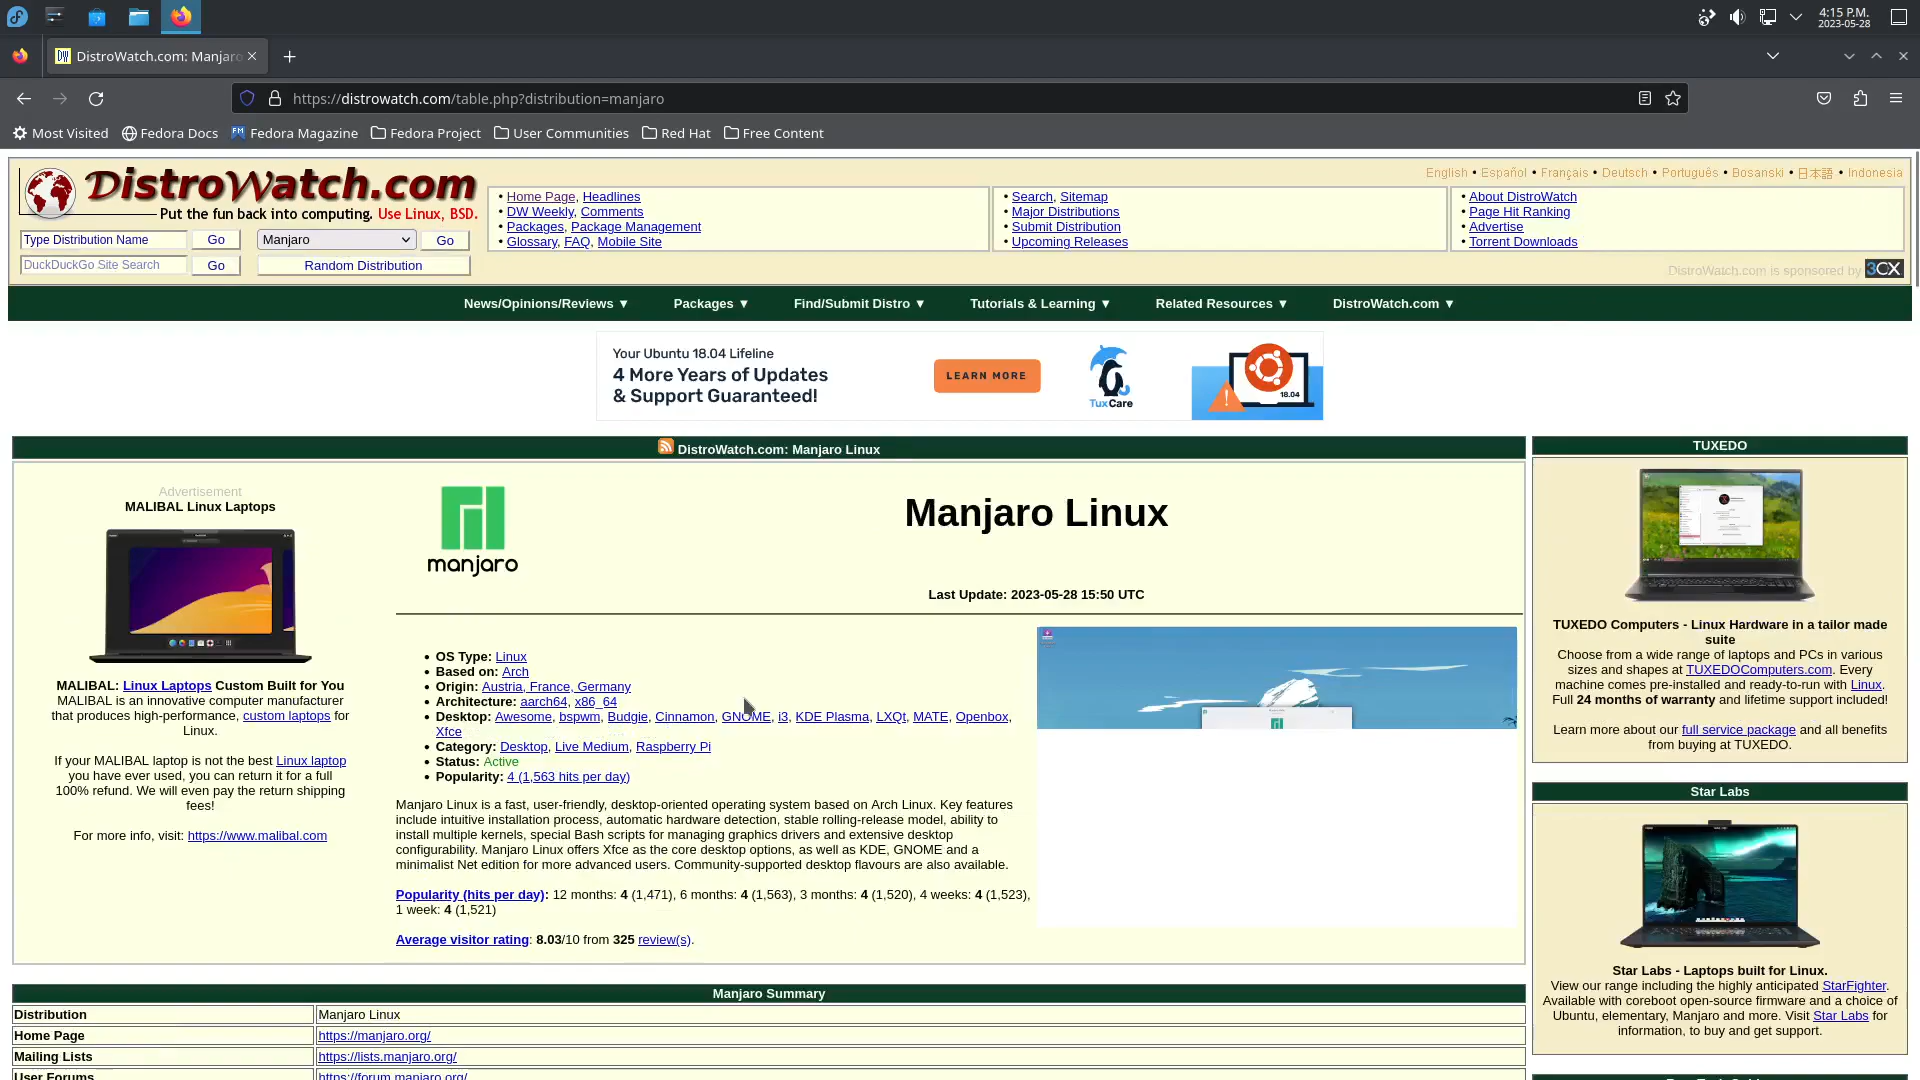 4:15 P.M.
2023-05-28
DistroWatch.com: Manjaro
https://distrowatch.com/table.php?distribution=manjaro
Most Visited Fedora Docs Fedora Magazine Fedora Project User Communities Red Hat Free Content
DistroWatch.com
Put the fun back into computing. Use Linux, BSD.
English • Español • Français • Deutsch • Português • Bosanski • 日本語 • Indonesia
• Home Page, Headlines
• DW Weekly, Comments
• Packages, Package Management
• Glossary, FAQ, Mobile Site
• Search, Sitemap
• Major Distributions
• Submit Distribution
• Upcoming Releases
• About DistroWatch
• Page Hit Ranking
• Advertise
• Torrent Downloads
Type Distribution Name Go Manjaro Go
DuckDuckGo Site Search Go Random Distribution
DistroWatch.com is sponsored by 3CX
News/Opinions/Reviews ▼ Packages ▼ Find/Submit Distro ▼ Tutorials & Learning ▼ Related Resources ▼ DistroWatch.com ▼
Your Ubuntu 18.04 Lifeline
4 More Years of Updates
& Support Guaranteed!
LEARN MORE
TuxCare
18.04
DistroWatch.com: Manjaro Linux
Advertisement
MALIBAL Linux Laptops
MALIBAL: Linux Laptops Custom Built for You
MALIBAL is an innovative computer manufacturer
that produces high-performance, custom laptops for
Linux.
If your MALIBAL laptop is not the best Linux laptop
you have ever used, you can return it for a full
100% refund. We will even pay the return shipping
fees!
For more info, visit: https://www.malibal.com
manjaro
Manjaro Linux
Last Update: 2023-05-28 15:50 UTC
• OS Type: Linux
• Based on: Arch
• Origin: Austria, France, Germany
• Architecture: aarch64, x86_64
• Desktop: Awesome, bspwm, Budgie, Cinnamon, GNOME, i3, KDE Plasma, LXQt, MATE, Openbox,
Xfce
• Category: Desktop, Live Medium, Raspberry Pi
• Status: Active
• Popularity: 4 (1,563 hits per day)
Manjaro Linux is a fast, user-friendly, desktop-oriented operating system based on Arch Linux. Key features
include intuitive installation process, automatic hardware detection, stable rolling-release model, ability to
install multiple kernels, special Bash scripts for managing graphics drivers and extensive desktop
configurability. Manjaro Linux offers Xfce as the core desktop options, as well as KDE, GNOME and a
minimalist Net edition for more advanced users. Community-supported desktop flavours are also available.
Popularity (hits per day): 12 months: 4 (1,471), 6 months: 4 (1,563), 3 months: 4 (1,520), 4 weeks: 4 (1,523),
1 week: 4 (1,521)
Average visitor rating: 8.03/10 from 325 review(s).
Manjaro Summary
Distribution Manjaro Linux
Home Page https://manjaro.org/
Mailing Lists https://lists.manjaro.org/
User Forums https://forum.manjaro.org/
TUXEDO
TUXEDO Computers - Linux Hardware in a tailor made
suite
Choose from a wide range of laptops and PCs in various
sizes and shapes at TUXEDOComputers.com. Every
machine comes pre-installed and ready-to-run with Linux.
Full 24 months of warranty and lifetime support included!
Learn more about our full service package and all benefits
from buying at TUXEDO.
Star Labs
Star Labs - Laptops built for Linux.
View our range including the highly anticipated StarFighter.
Available with coreboot open-source firmware and a choice of
Ubuntu, elementary, Manjaro and more. Visit Star Labs for
information, to buy and get support.